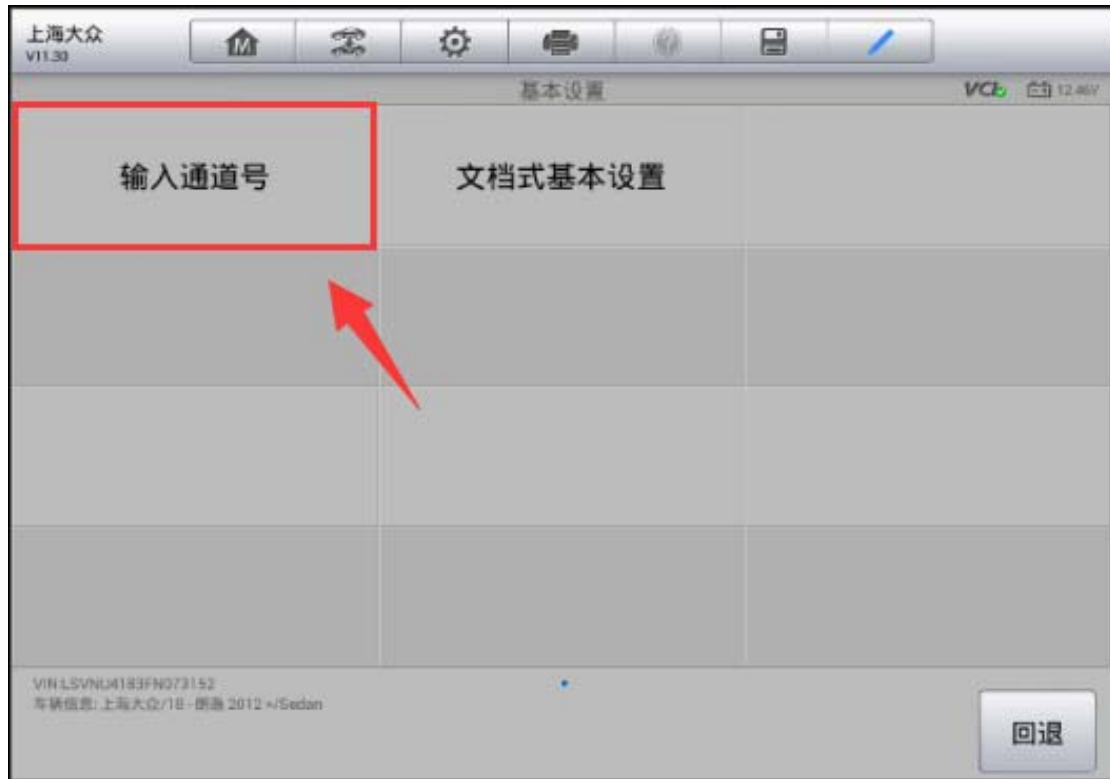 上海大众
V11.30
基本设置
VCI
12.46V
输入通道号
文档式基本设置
VIN:LSVNU4183FN073152
车辆信息: 上海大众/18 - 朗逸 2012 >/Sedan
回退